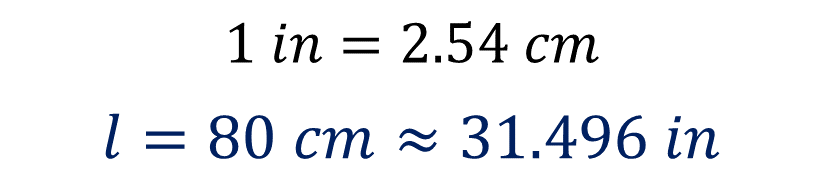 1 in = 2.54 cm
l = 80 cm ≈ 31.496 in